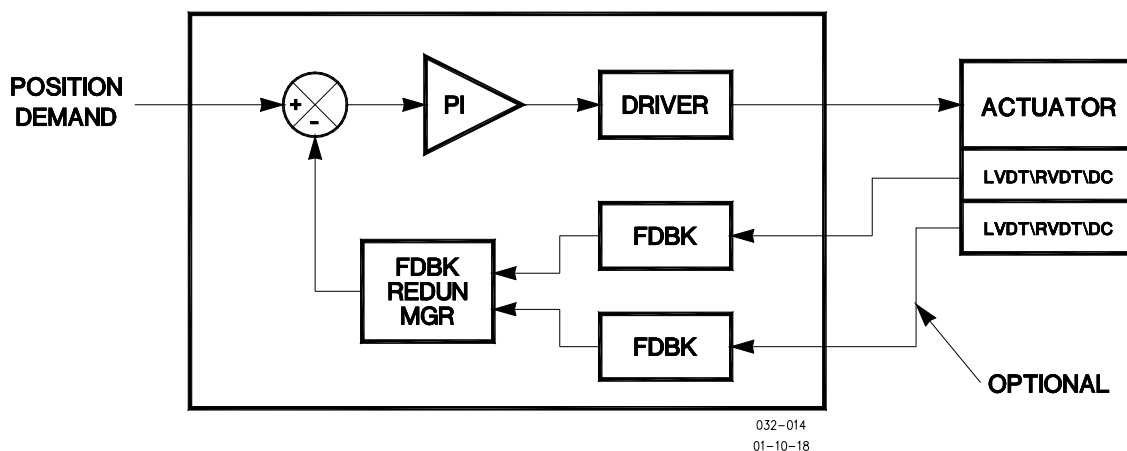 POSITION
DEMAND
+
-
PI
DRIVER
ACTUATOR
LVDT\RVDT\DC
LVDT\RVDT\DC
FDBK
FDBK
REDUN
MGR
FDBK
OPTIONAL
032-014
01-10-18